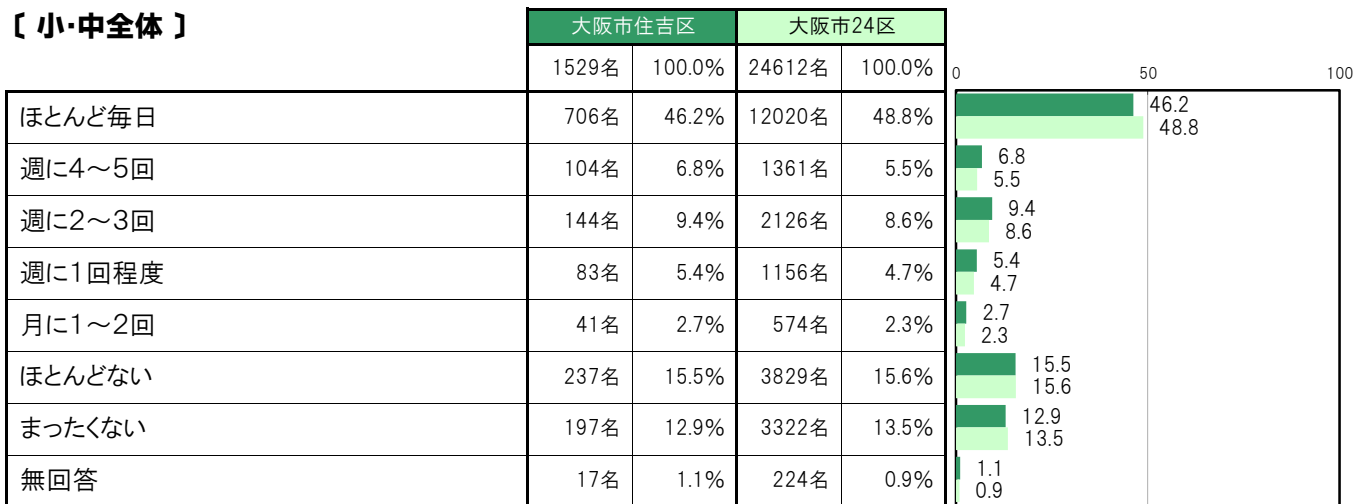 〔 小・中全体 〕
大阪市住吉区 大阪市24区
1529名 100.0% 24612名 100.0% 0 50 100
ほとんど毎日 706名 46.2% 12020名 48.8% 46.2
48.8
週に4～5回 104名 6.8% 1361名 5.5% 6.8
5.5
週に2～3回 144名 9.4% 2126名 8.6% 9.4
8.6
週に1回程度 83名 5.4% 1156名 4.7% 5.4
4.7
月に1～2回 41名 2.7% 574名 2.3% 2.7
2.3
ほとんどない 237名 15.5% 3829名 15.6% 15.5
15.6
まったくない 197名 12.9% 3322名 13.5% 12.9
13.5
無回答 17名 1.1% 224名 0.9% 1.1
0.9